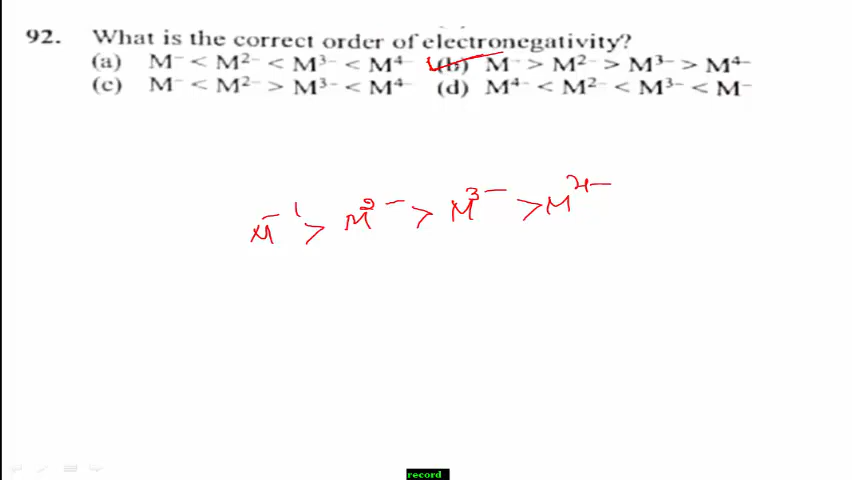 92. What is the correct order of electronegativity?
(a) M⁻ < M²⁻ < M³⁻ < M⁴⁻ (b) M⁻ > M²⁻ > M³⁻ > M⁴⁻
(c) M⁻ < M²⁻ > M³⁻ < M⁴⁻ (d) M⁴⁻ < M²⁻ < M³⁻ < M⁻
M⁻¹ > M²⁻ > M³⁻ > M⁴⁻
record